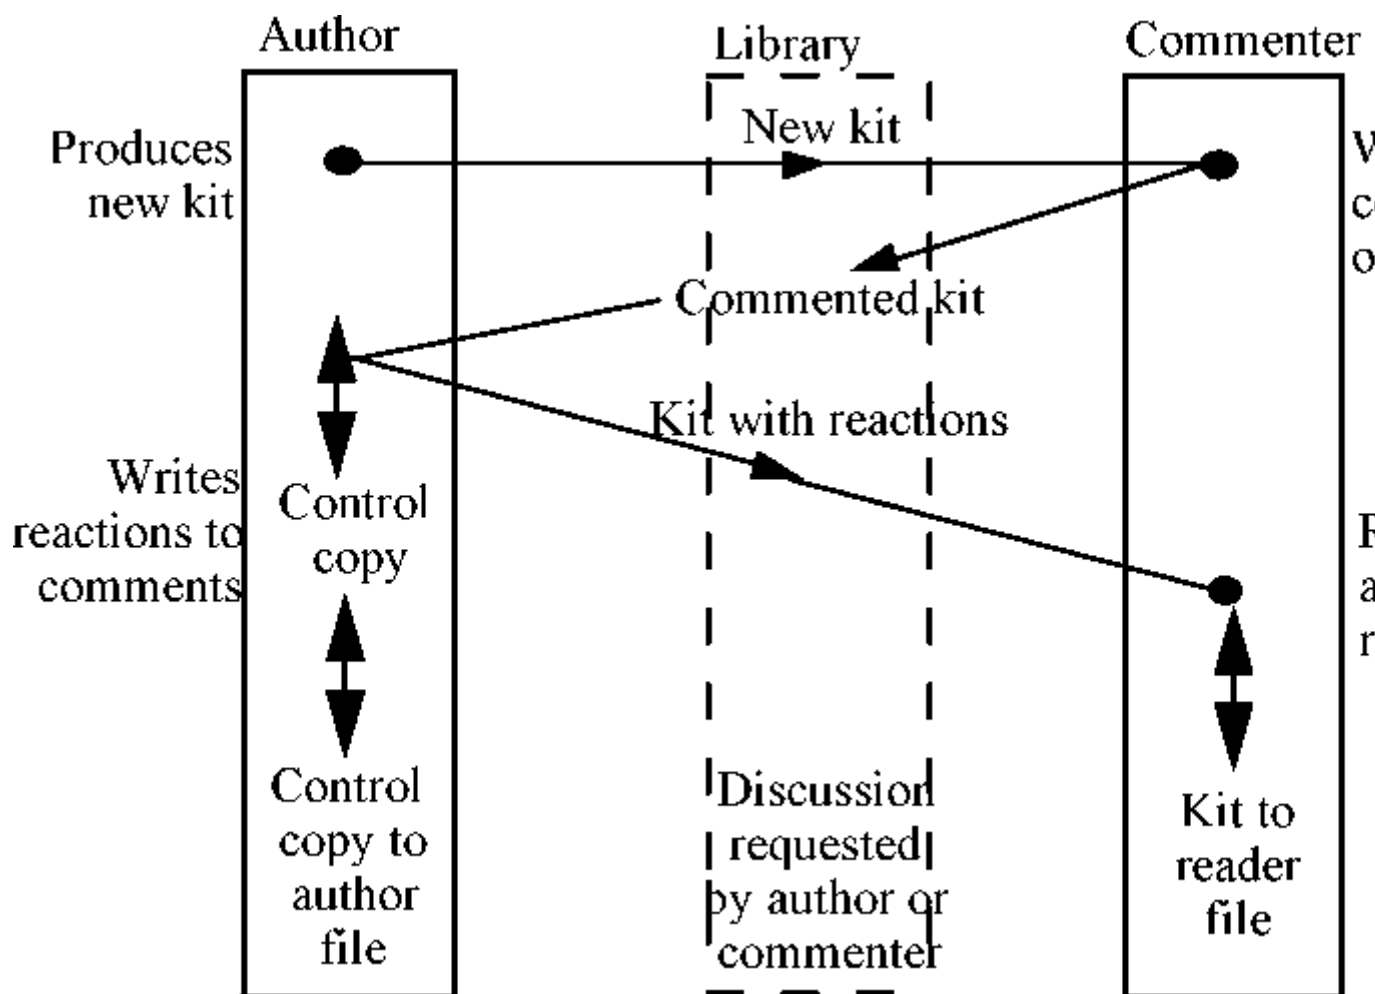 Author
Library
Commenter
Produces
new kit
New kit
Commented kit
Kit with reactions
Writes
reactions to
comments
Control
copy
Control
copy to
author
file
Discussion
requested
by author or
commenter
Kit to
reader
file